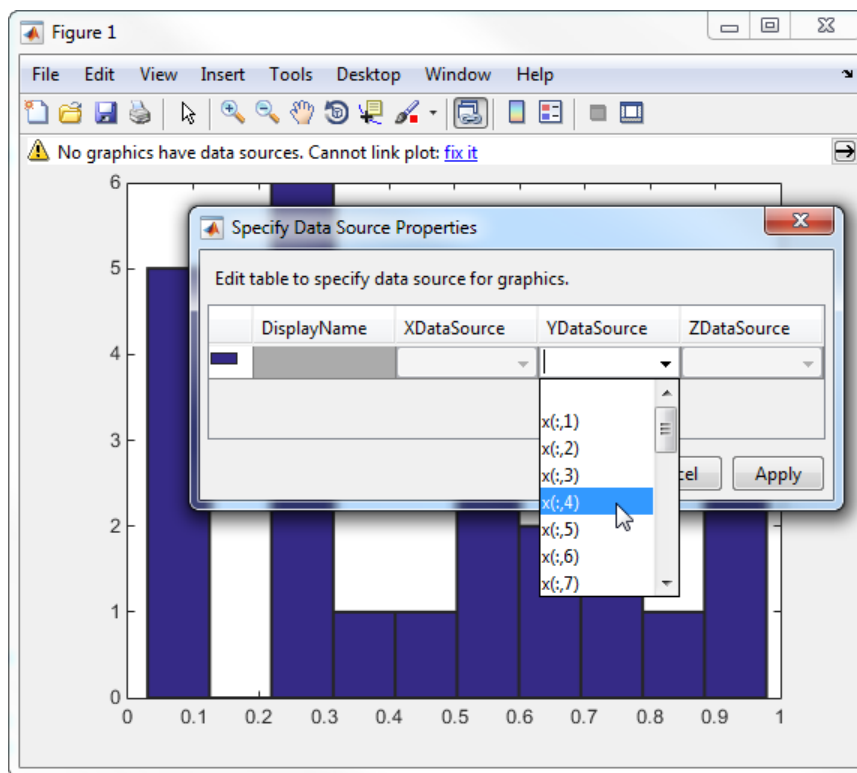 Figure 1
File Edit View Insert Tools Desktop Window Help
No graphics have data sources. Cannot link plot: fix it
6
Specify Data Source Properties
5
Edit table to specify data source for graphics.
DisplayName XDataSource YDataSource ZDataSource
4
x(:,1)
3
x(:,2)
x(:,3)
cel Apply
x(:,4)
2
x(:,5)
x(:,6)
x(:,7)
1
0
0 0.1 0.2 0.3 0.4 0.5 0.6 0.7 0.8 0.9 1